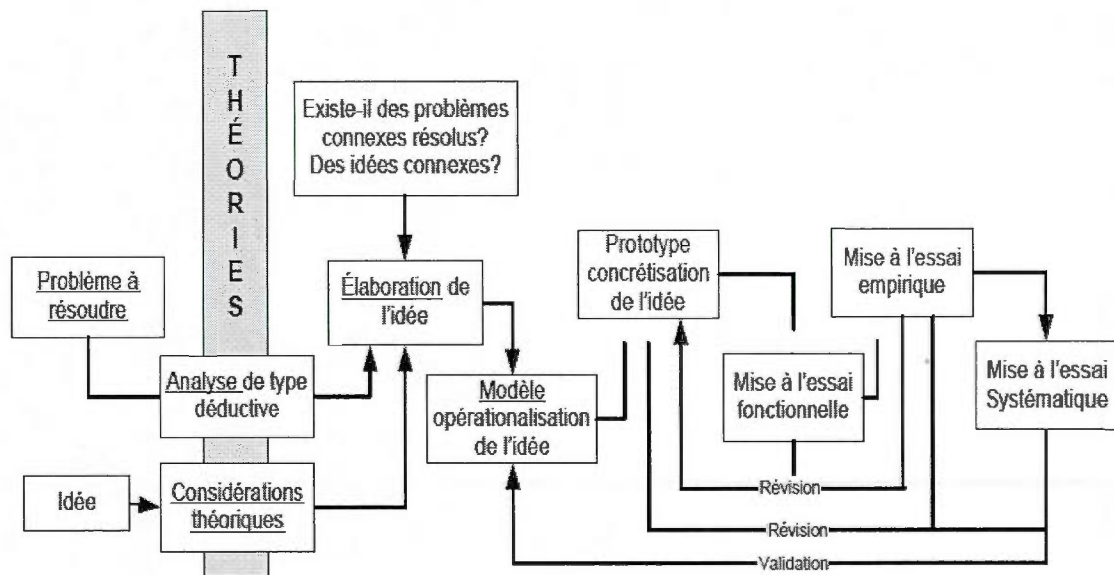 THÉORIES
Existe-il des problèmes
connexes résolus?
Des idées connexes?
Problème à
résoudre
Élaboration de
l'idée
Prototype
concrétisation
de l'idée
Mise à l'essai
empirique
Analyse de type
déductive
Modèle
opérationalisation
de l'idée
Mise à l'essai
fonctionnelle
Mise à l'essai
Systématique
Idée
Considérations
théoriques
Révision
Révision
Validation